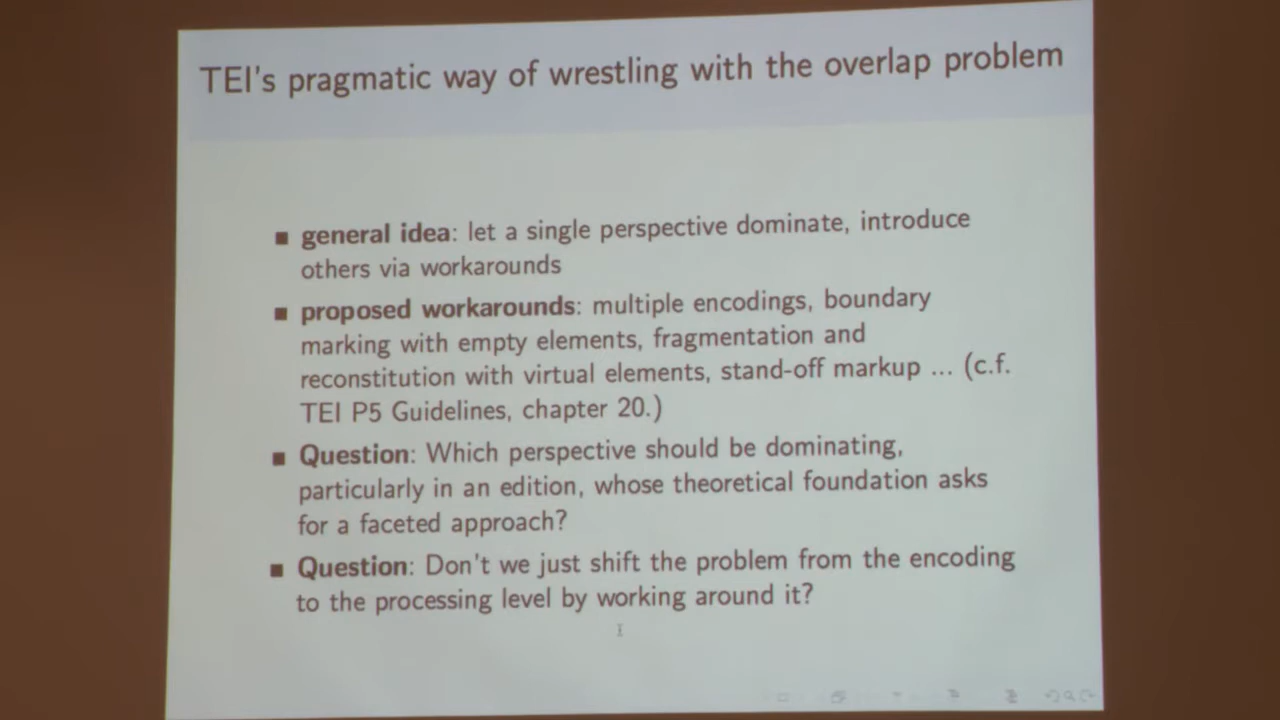 TEI's pragmatic way of wrestling with the overlap problem
■ general idea: let a single perspective dominate, introduce
others via workarounds
■ proposed workarounds: multiple encodings, boundary
marking with empty elements, fragmentation and
reconstitution with virtual elements, stand-off markup ... (c.f.
TEI P5 Guidelines, chapter 20.)
■ Question: Which perspective should be dominating,
particularly in an edition, whose theoretical foundation asks
for a faceted approach?
■ Question: Don't we just shift the problem from the encoding
to the processing level by working around it?